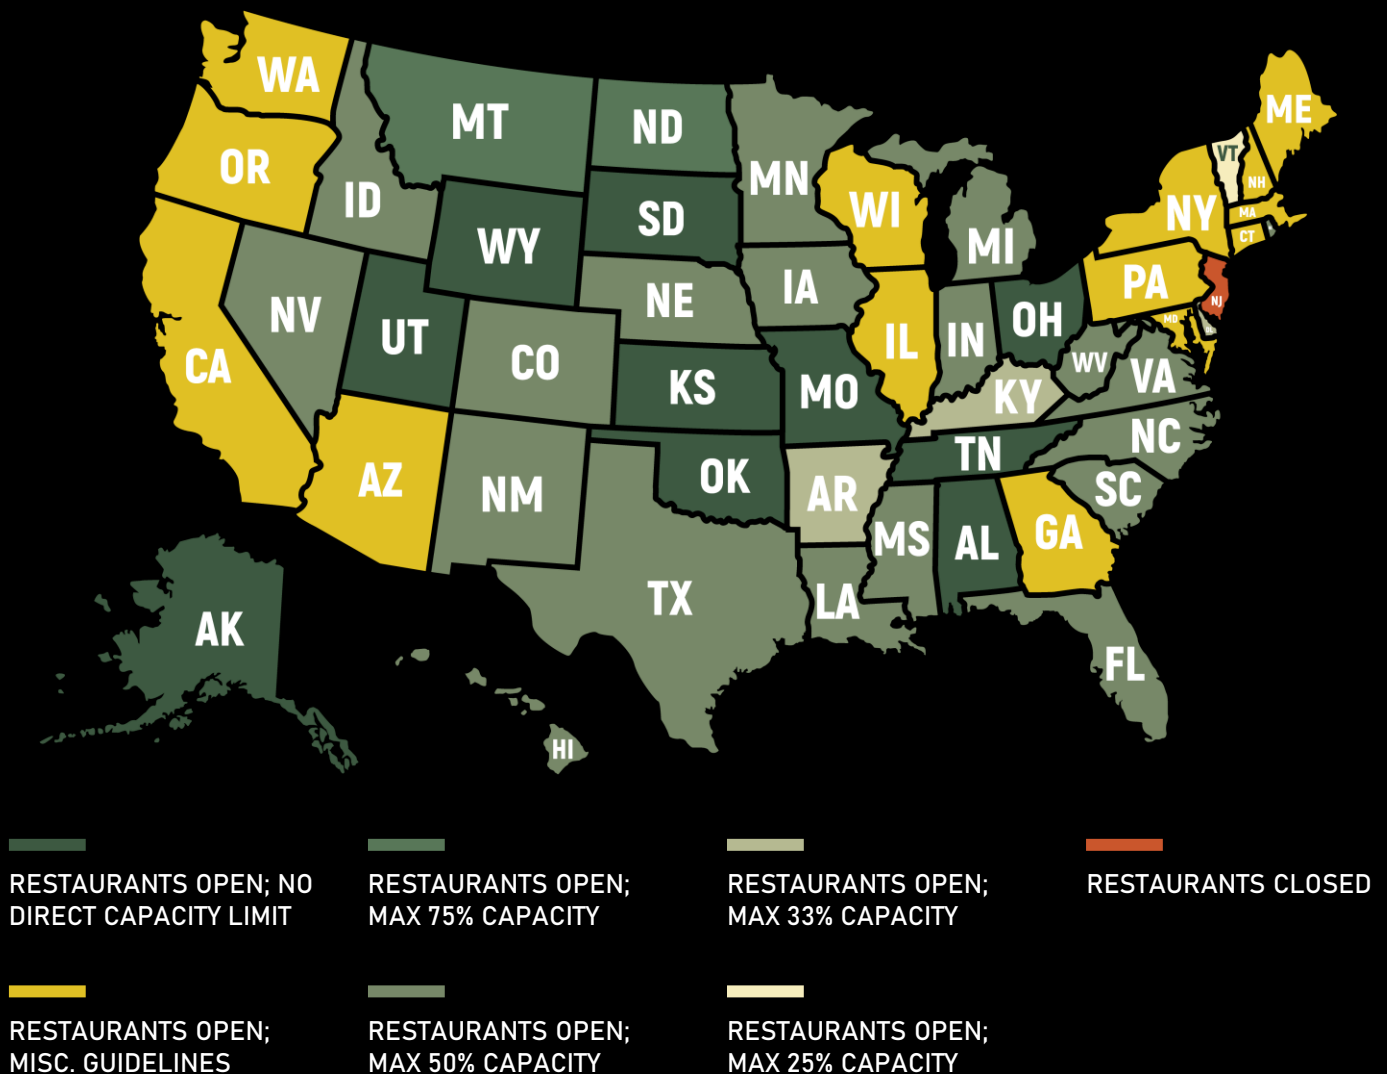 WA
MT
ND
ME
OR
ID
MN
VT
NH
SD
WI
NY
MA
WY
MI
CT
NV
NE
IA
PA
NJ
UT
OH
MD
CA
CO
IL
IN
WV
VA
KS
MO
KY
NC
AZ
NM
OK
TN
AR
SC
MS
AL
GA
TX
LA
AK
FL
HI
RESTAURANTS OPEN; NO
DIRECT CAPACITY LIMIT
RESTAURANTS OPEN;
MAX 75% CAPACITY
RESTAURANTS OPEN;
MAX 33% CAPACITY
RESTAURANTS CLOSED
RESTAURANTS OPEN;
MISC. GUIDELINES
RESTAURANTS OPEN;
MAX 50% CAPACITY
RESTAURANTS OPEN;
MAX 25% CAPACITY